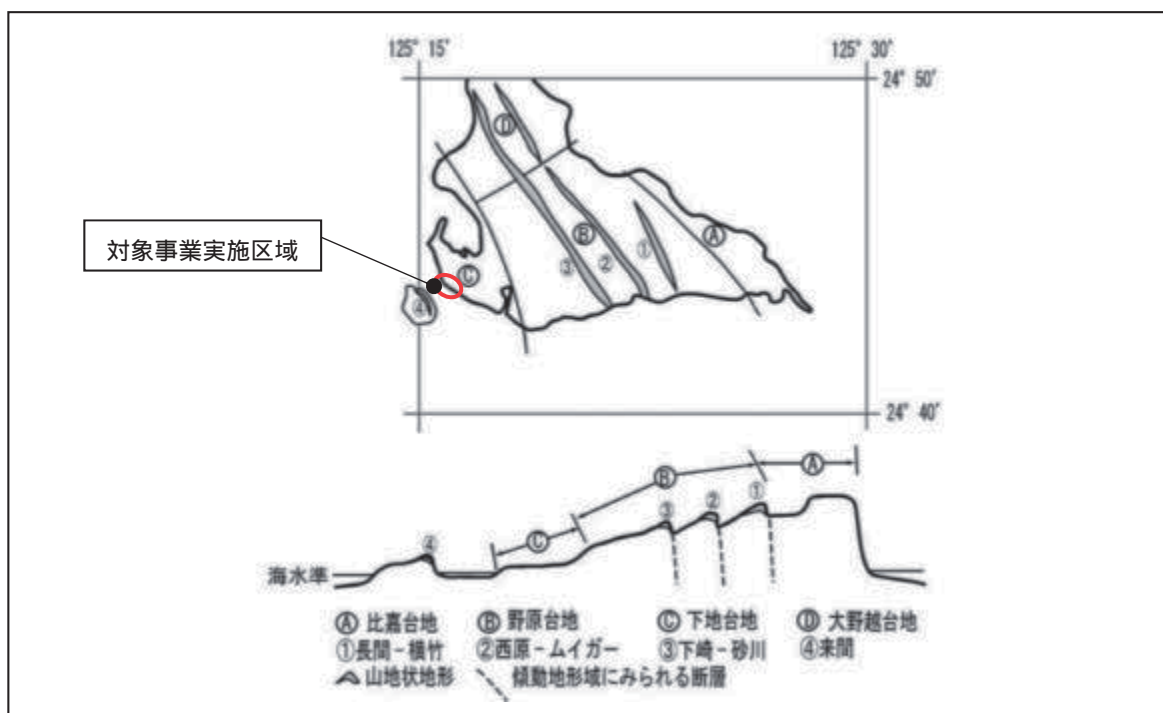 125° 15′ 125° 30′
24° 50′
Ⓓ
対象事業実施区域
Ⓐ
Ⓑ ①
Ⓒ ③ ②
④
24° 40′
Ⓐ
Ⓑ
①
②
③
Ⓒ
④
海水準
Ⓐ 比嘉台地 Ⓑ 野原台地 Ⓒ 下地台地 Ⓓ 大野越台地
①長間－横竹 ②西原－ムイガー ③下崎－砂川 ④来間
山地状地形 傾動地形域にみられる断層